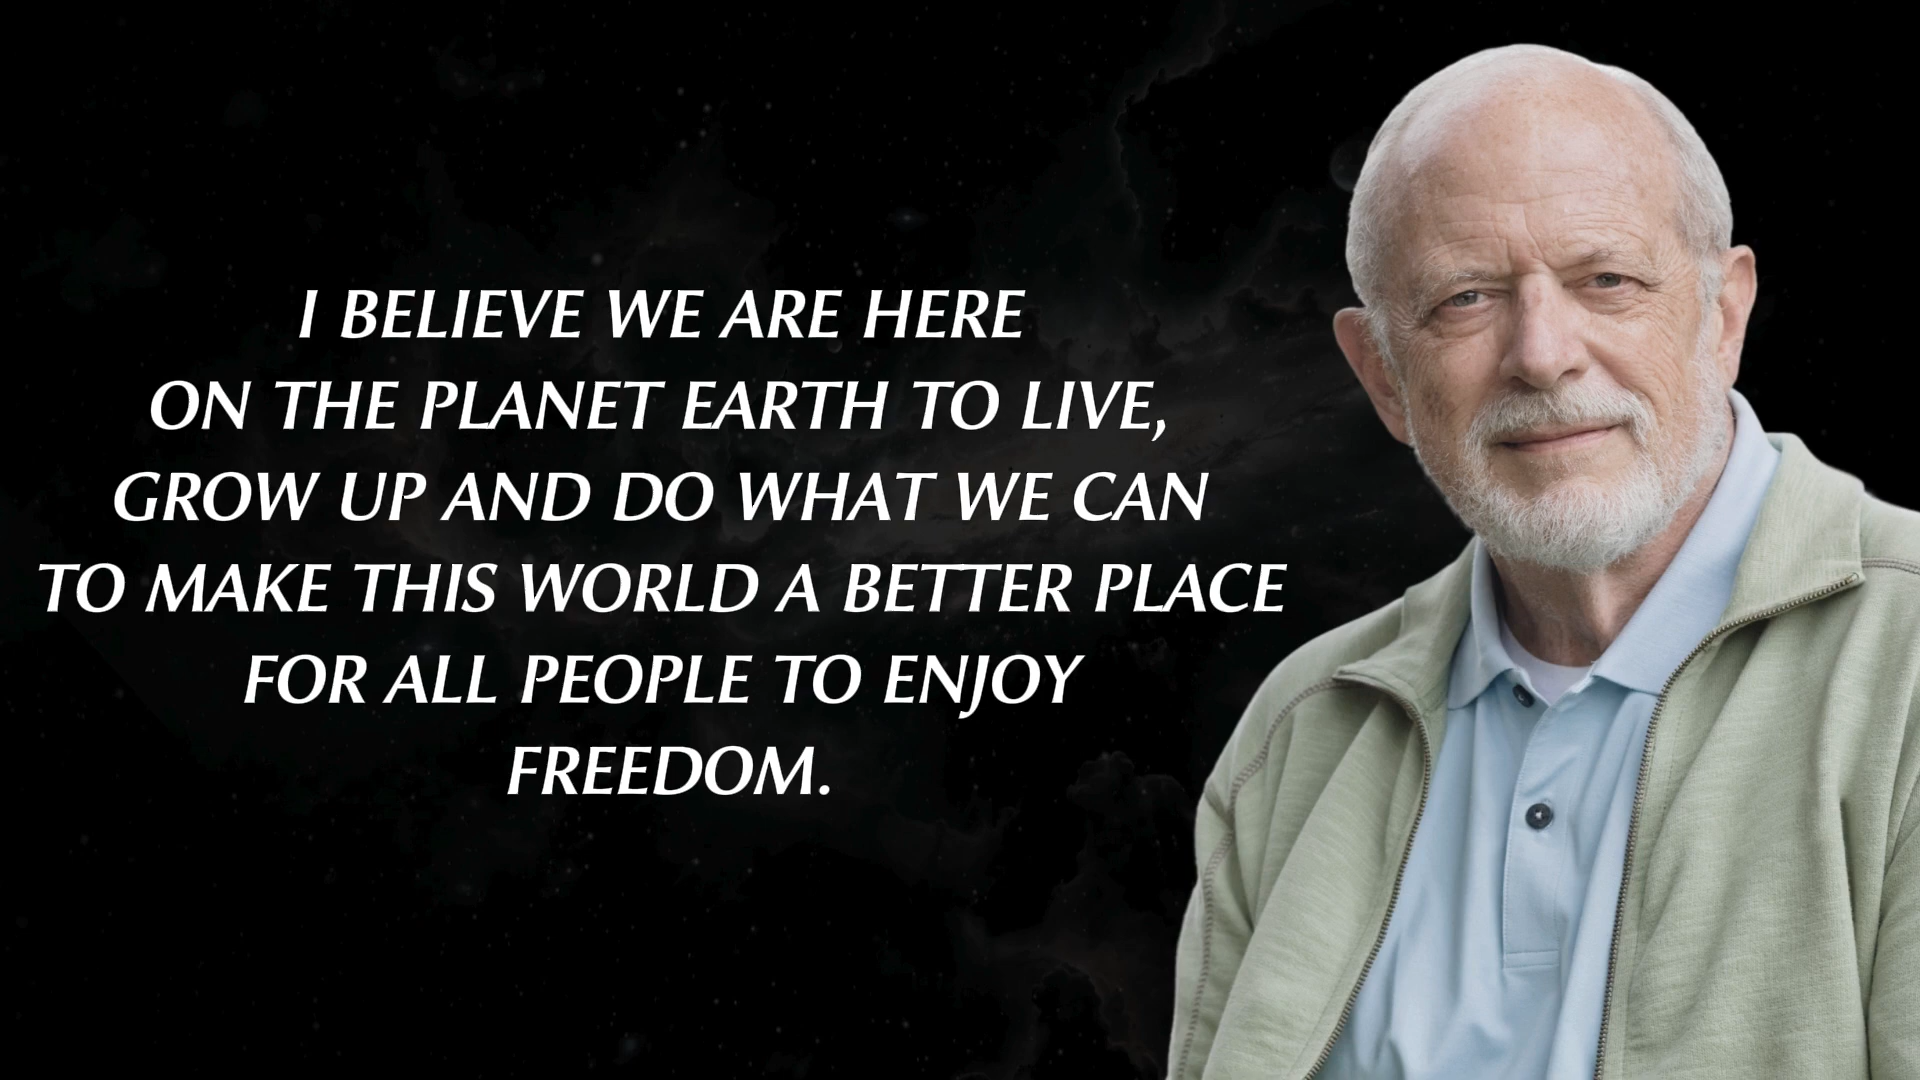 I BELIEVE WE ARE HERE
ON THE PLANET EARTH TO LIVE,
GROW UP AND DO WHAT WE CAN
TO MAKE THIS WORLD A BETTER PLACE
FOR ALL PEOPLE TO ENJOY
FREEDOM.